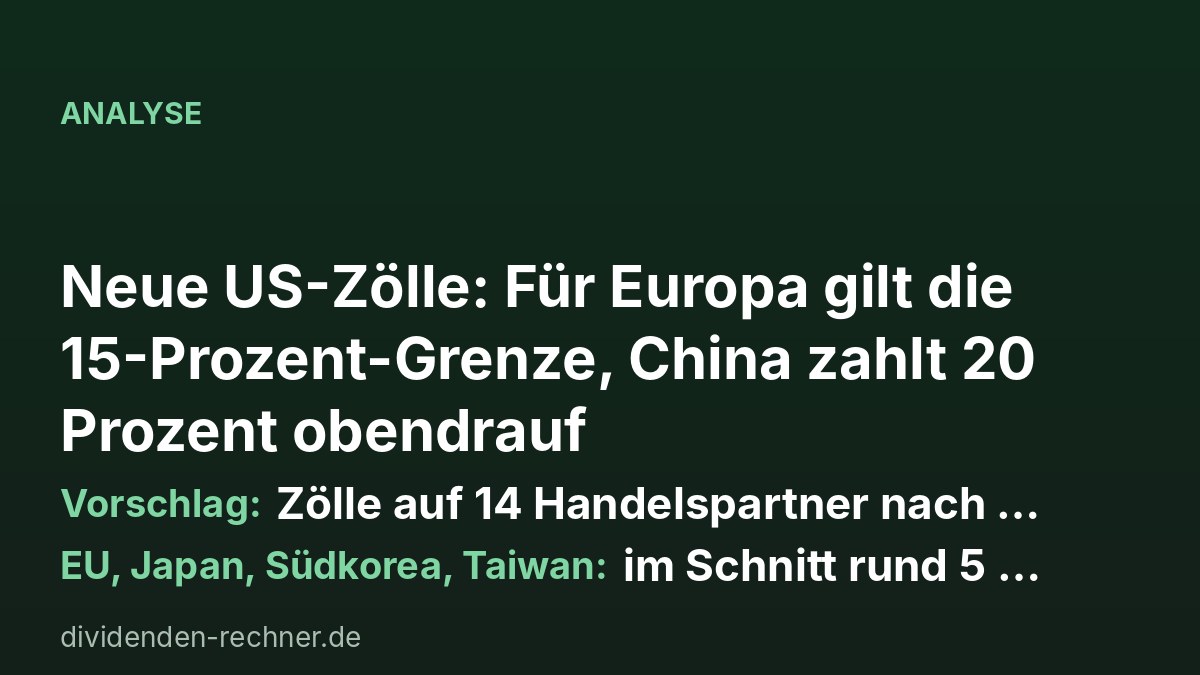 ANALYSE
Neue US-Zölle: Für Europa gilt die
15-Prozent-Grenze, China zahlt 20
Prozent obendrauf
Vorschlag: Zölle auf 14 Handelspartner nach …
EU, Japan, Südkorea, Taiwan: im Schnitt rund 5 …
dividenden-rechner.de